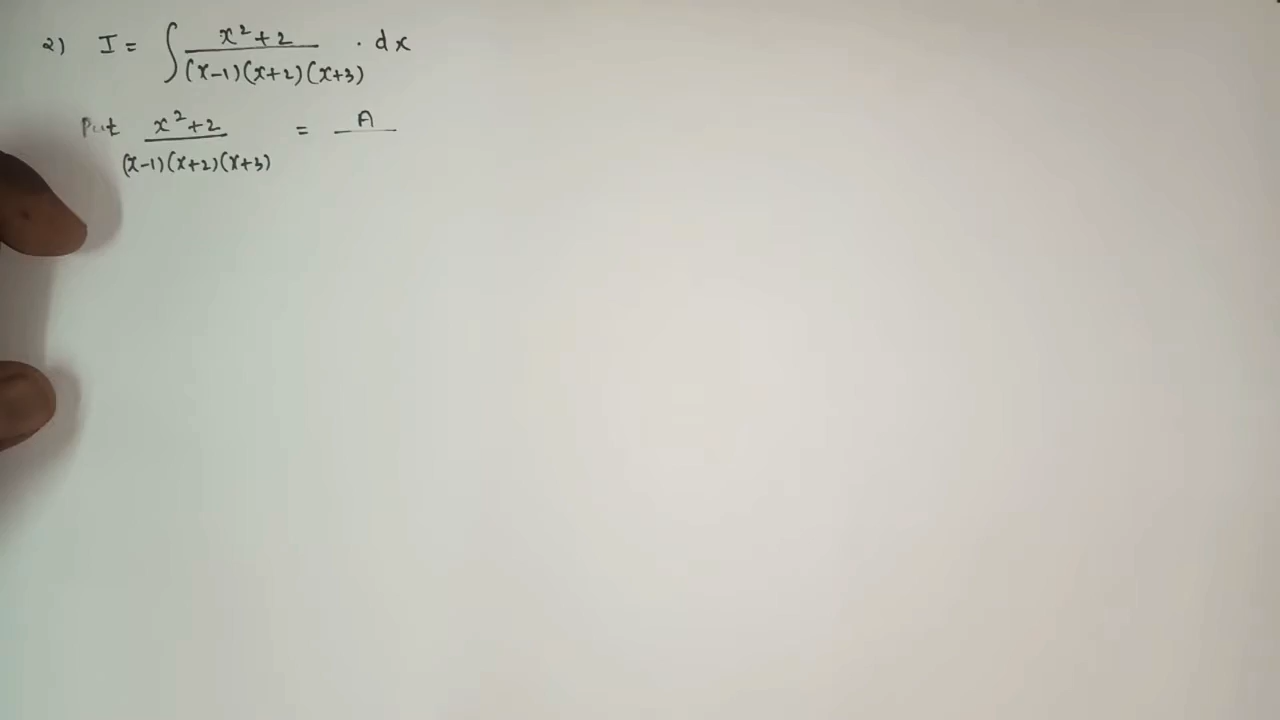 2) I = ∫ x²+2 / (x-1)(x+2)(x+3) · dx
Put x²+2 / (x-1)(x+2)(x+3) = A